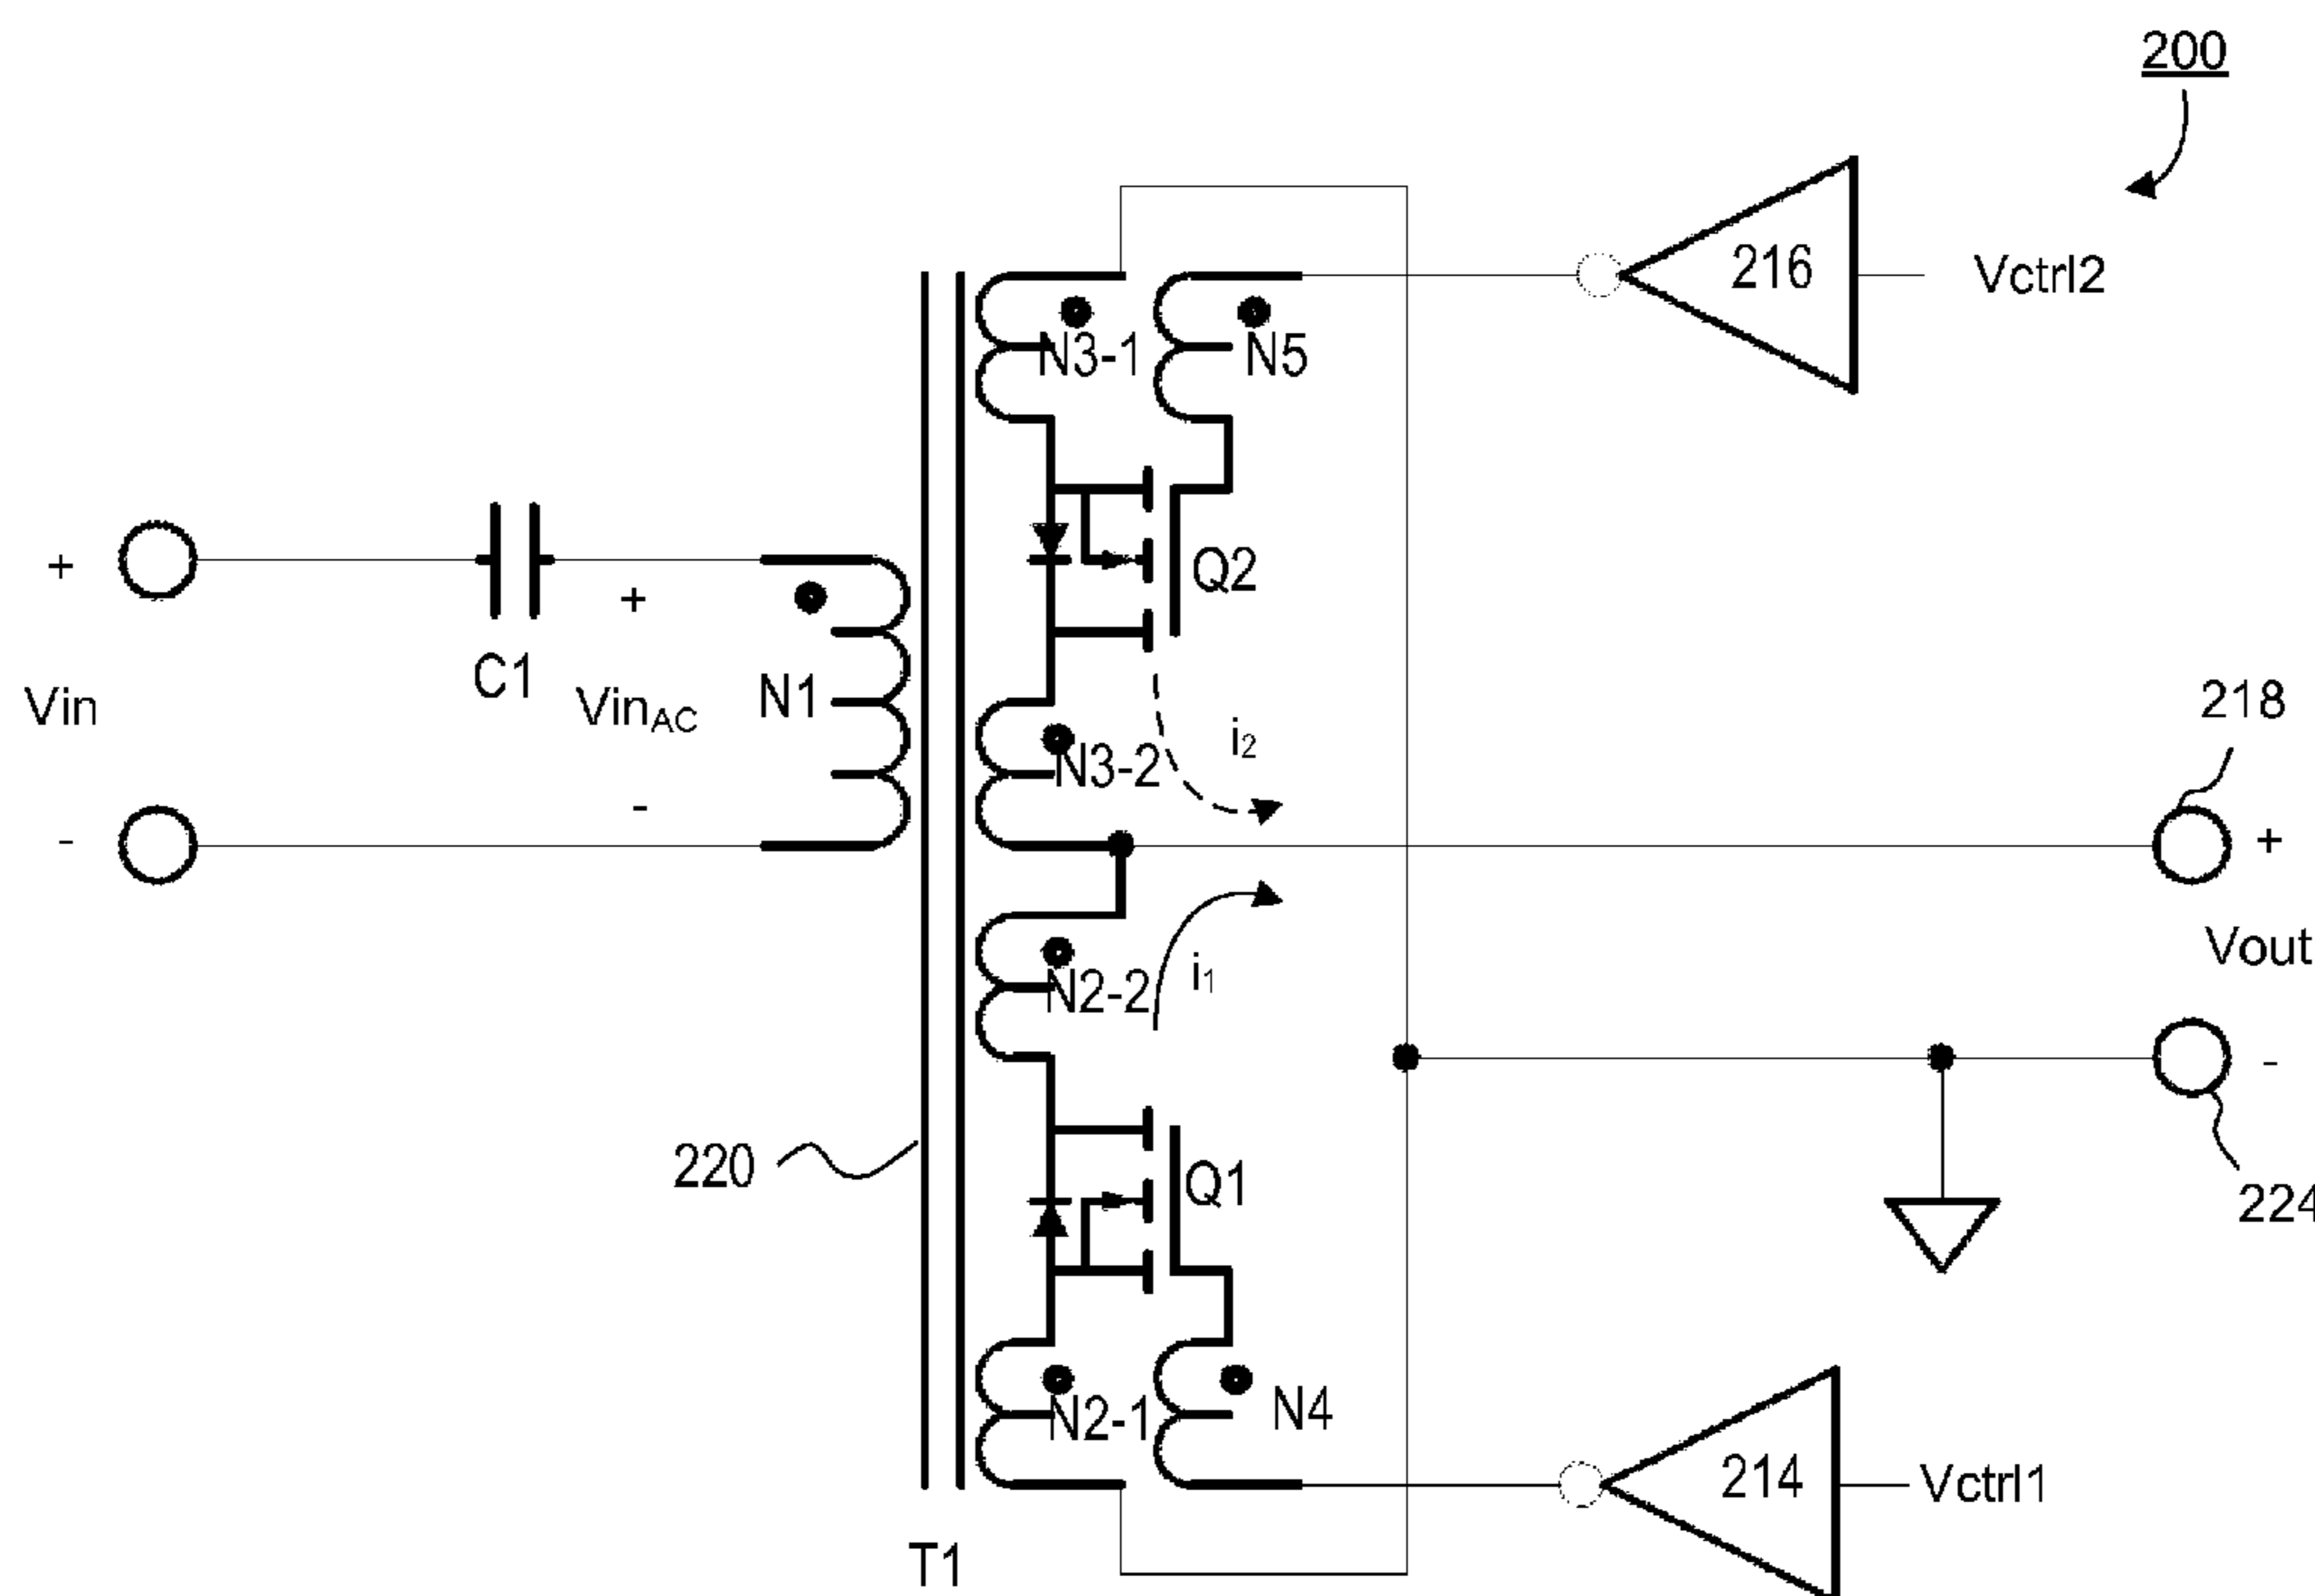 200
216
Vctrl2
N3-1
N5
+
+
C1
Q2
Vin
VinAC
N1
218
i2
N3-2
-
-
+
Vout
i1
N2-2
-
220
Q1
224
N2-1
N4
214
Vctrl1
T1